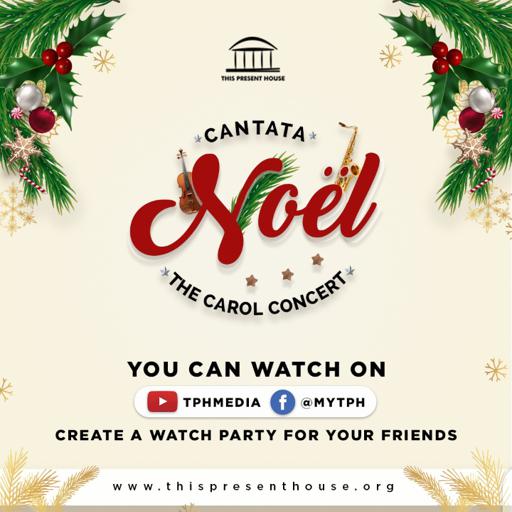 THIS PRESENT HOUSE
CANTATA
Noël
THE CAROL CONCERT
YOU CAN WATCH ON
TPHMEDIA f @MYTPH
CREATE A WATCH PARTY FOR YOUR FRIENDS
www.thispresenthouse.org